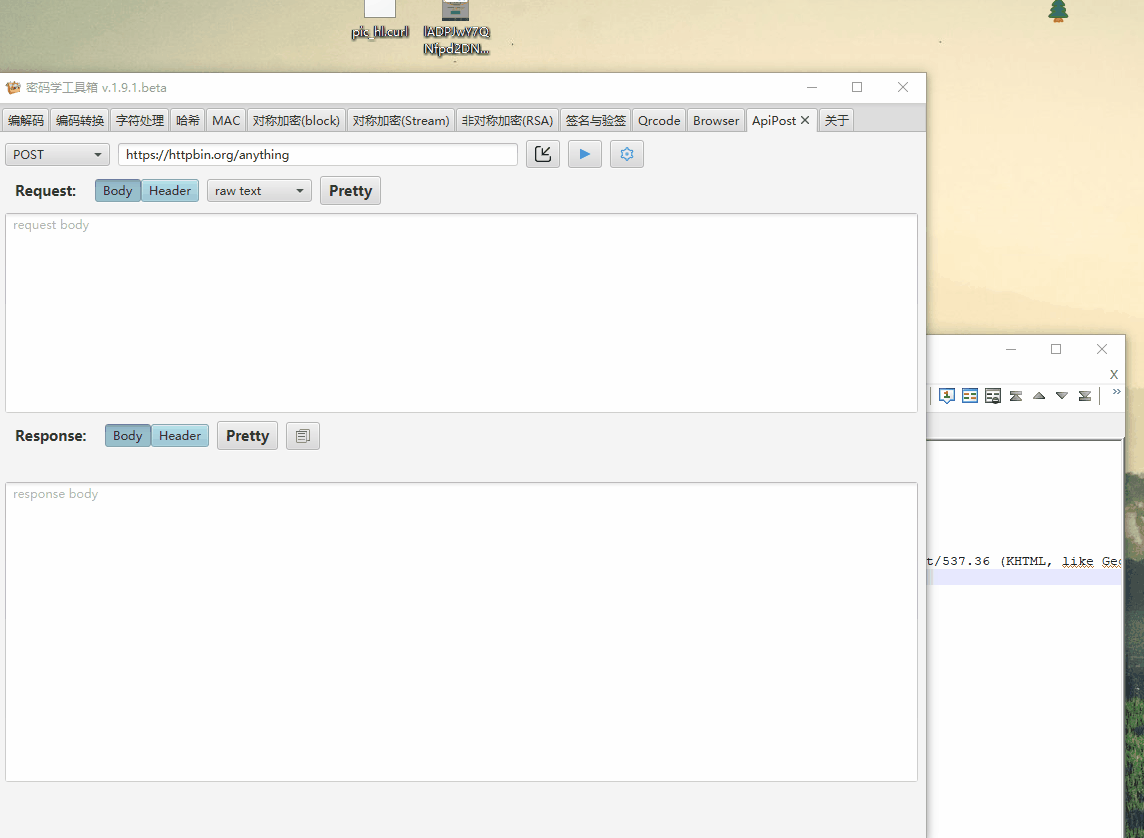 pic_hl.curl
lADPJwY7Q
Nfpd2DN...
密码学工具箱 v.1.9.1.beta
X
编解码 编码转换 字符处理 哈希 MAC 对称加密(block) 对称加密(Stream) 非对称加密(RSA) 签名与验签 Qrcode Browser ApiPost 关于
POST https://httpbin.org/anything
Request: Body Header raw text Pretty
request body
Response: Body Header Pretty
response body
t/537.36 (KHTML, like Gec